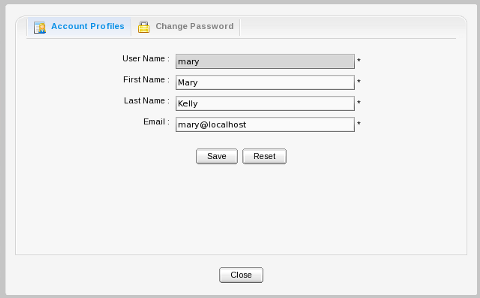 Account Profiles Change Password
User Name : mary *
First Name : Mary *
Last Name : Kelly *
Email : mary@localhost *
Save Reset
Close